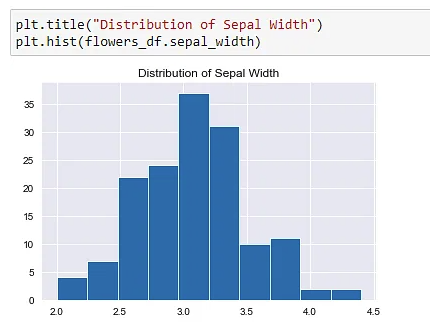 plt.title("Distribution of Sepal Width")
plt.hist(flowers_df.sepal_width)
Distribution of Sepal Width
35
30
25
20
15
10
5
0
2.0 2.5 3.0 3.5 4.0 4.5